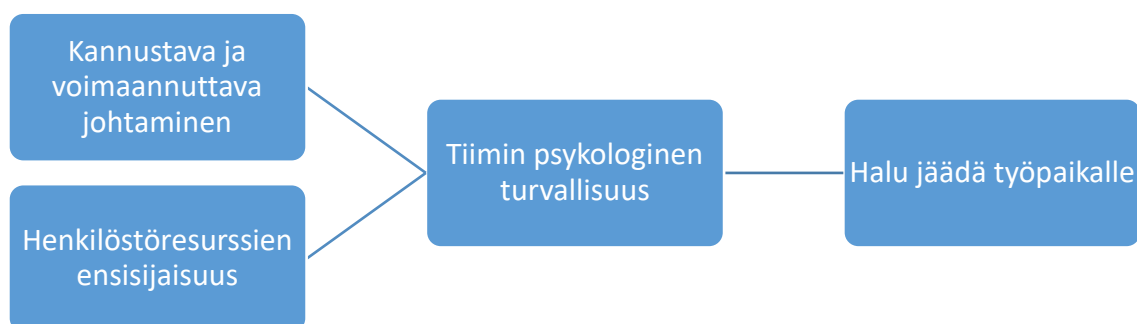 Kannustava ja
voimaannuttava
johtaminen
Henkilöstöresurssien
ensisijaisuus
Tiimin psykologinen
turvallisuus
Halu jäädä työpaikalle